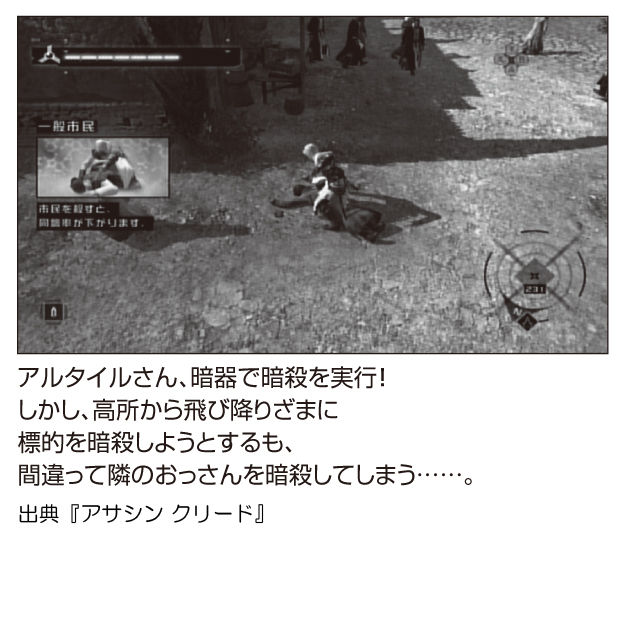 一般市民
市民を殺すと、
同調率が下がります。
231
N
アルタイルさん、暗器で暗殺を実行!
しかし、高所から飛び降りざまに
標的を暗殺しようとするも、
間違って隣のおっさんを暗殺してしまう……。
出典『アサシン クリード』